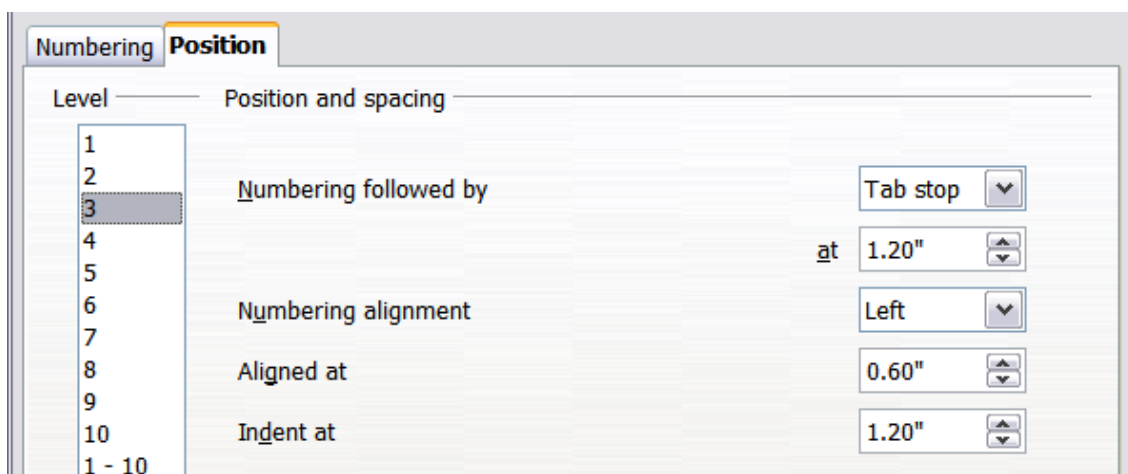 Numbering Position
Level Position and spacing
1
2
3
4
5
6
7
8
9
10
1 - 10
Numbering followed by Tab stop
at 1.20"
Numbering alignment Left
Aligned at 0.60"
Indent at 1.20"